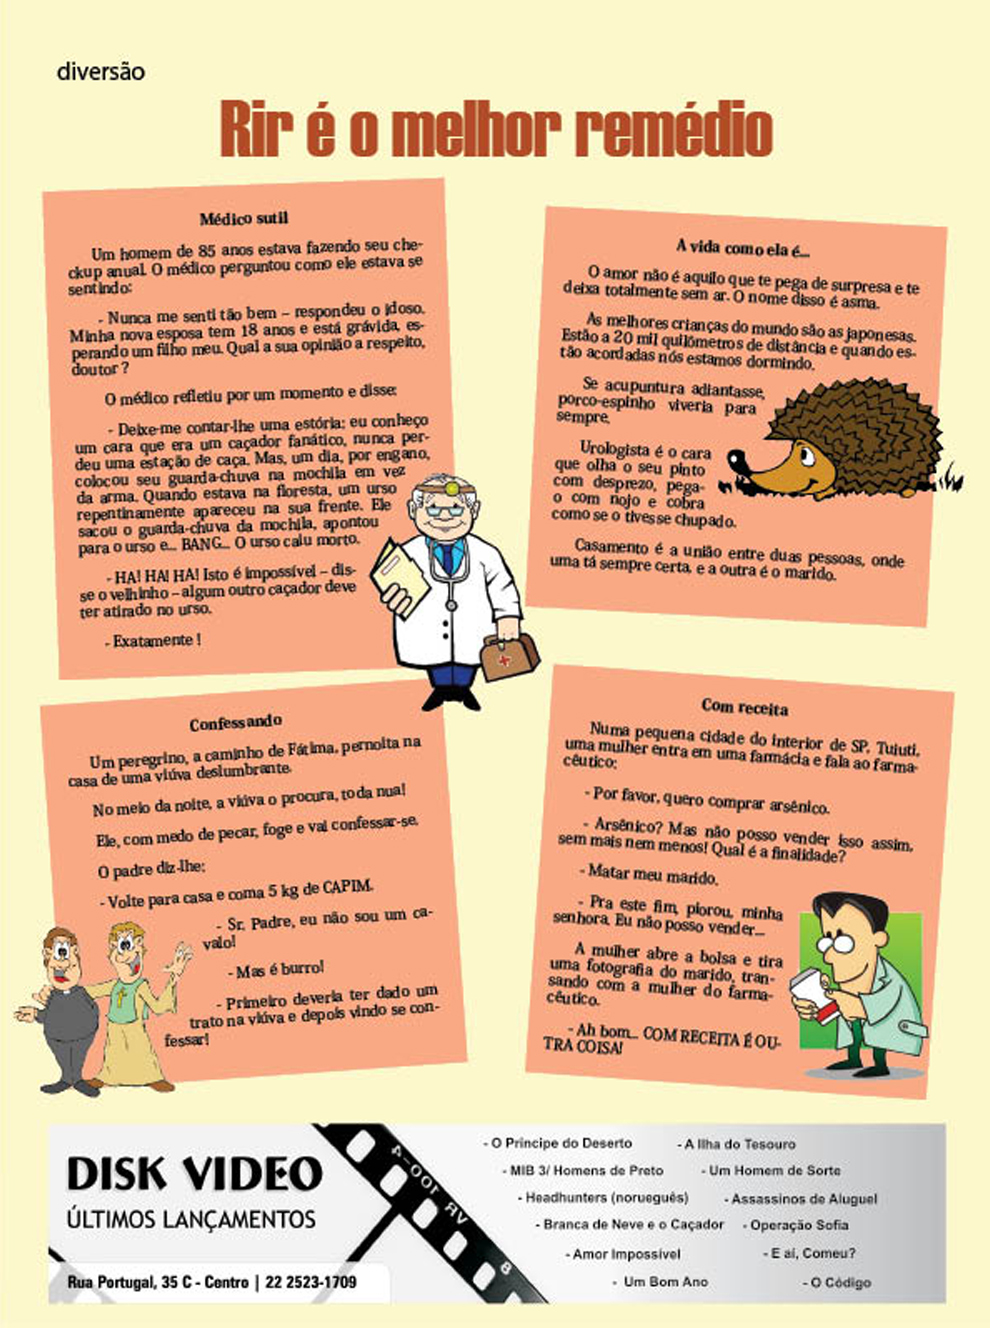 diversão
Rir é o melhor remédio
Médico sutil
Um homem de 85 anos estava fazendo seu che-
ckup anual. O médico perguntou como ele estava se
sentindo:
- Nunca me senti tão bem – respondeu o idoso.
Minha nova esposa tem 18 anos e está grávida, es-
perando um filho meu. Qual a sua opinião a respeito,
doutor ?
O médico refletiu por um momento e disse:
- Deixe-me contar-lhe uma estória: eu conheço
um cara que era um caçador fanático, nunca per-
deu uma estação de caça. Mas, um dia, por engano,
colocou seu guarda-chuva na mochila em vez
da arma. Quando estava na floresta, um urso
repentinamente apareceu na sua frente. Ele
sacou o guarda-chuva da mochila, apontou
para o urso e... BANG... O urso caiu morto.
- HA! HA! HA! Isto é impossível – dis-
se o velhinho – algum outro caçador deve
ter atirado no urso.
- Exatamente !
A vida como ela é...
O amor não é aquilo que te pega de surpresa e te
deixa totalmente sem ar. O nome disso é asma.
As melhores crianças do mundo são as japonesas.
Estão a 20 mil quilômetros de distância e quando es-
tão acordadas nós estamos dormindo.
Se acupuntura adiantasse,
porco-espinho viveria para
sempre.
Urologista é o cara
que olha o seu pinto
com desprezo, pega-
o com nojo e cobra
como se o tivesse chupado.
Casamento é a união entre duas pessoas, onde
uma tá sempre certa, e a outra é o marido.
Confessando
Um peregrino, a caminho de Fátima, pernoita na
casa de uma viúva deslumbrante.
No meio da noite, a viúva o procura, toda nua!
Ele, com medo de pecar, foge e vai confessar-se.
O padre diz-lhe:
- Volte para casa e coma 5 kg de CAPIM.
- Sr. Padre, eu não sou um ca-
valo!
- Mas é burro!
- Primeiro deveria ter dado um
trato na viúva e depois vindo se con-
fessar!
Com receita
Numa pequena cidade do interior de SP, Tuiuti,
uma mulher entra em uma farmácia e fala ao farma-
cêutico:
- Por favor, quero comprar arsênico.
- Arsênico? Mas não posso vender isso assim,
sem mais nem menos! Qual é a finalidade?
- Matar meu marido.
- Pra este fim, piorou, minha
senhora. Eu não posso vender...
A mulher abre a bolsa e tira
uma fotografia do marido, tran-
sando com a mulher do farma-
cêutico.
- Ah bom... COM RECEITA É OU-
TRA COISA!
DISK VIDEO
ÚLTIMOS LANÇAMENTOS
Rua Portugal, 35 C - Centro | 22 2523-1709
- O Príncipe do Deserto
- A Ilha do Tesouro
- MIB 3/ Homens de Preto
- Um Homem de Sorte
- Headhunters (norueguês)
- Assassinos de Aluguel
- Branca de Neve e o Caçador
- Operação Sofia
- Amor Impossível
- E aí, Comeu?
- Um Bom Ano
- O Código